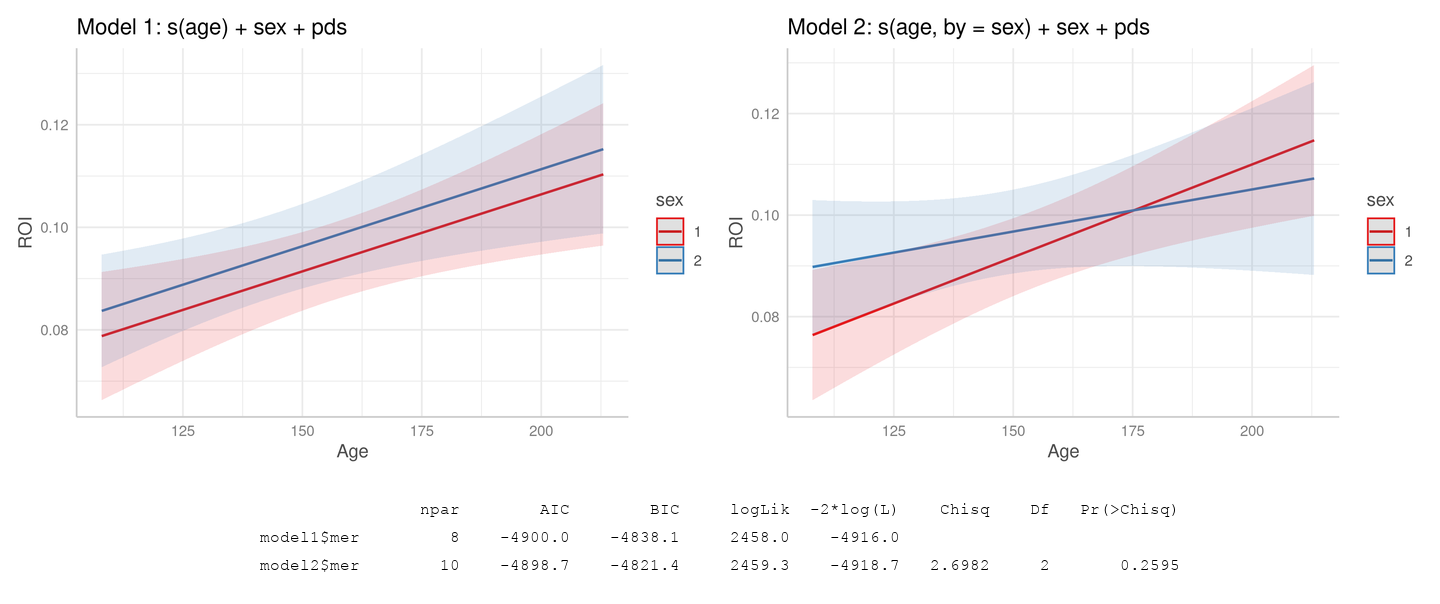 Model 1: s(age) + sex + pds
0.12
0.10
0.08
ROI
125 150 175 200
Age
sex
1
2
Model 2: s(age, by = sex) + sex + pds
0.12
0.10
0.08
ROI
125 150 175 200
Age
sex
1
2
npar AIC BIC logLik -2*log(L) Chisq Df Pr(>Chisq)
model1$mer 8 -4900.0 -4838.1 2458.0 -4916.0
model2$mer 10 -4898.7 -4821.4 2459.3 -4918.7 2.6982 2 0.2595